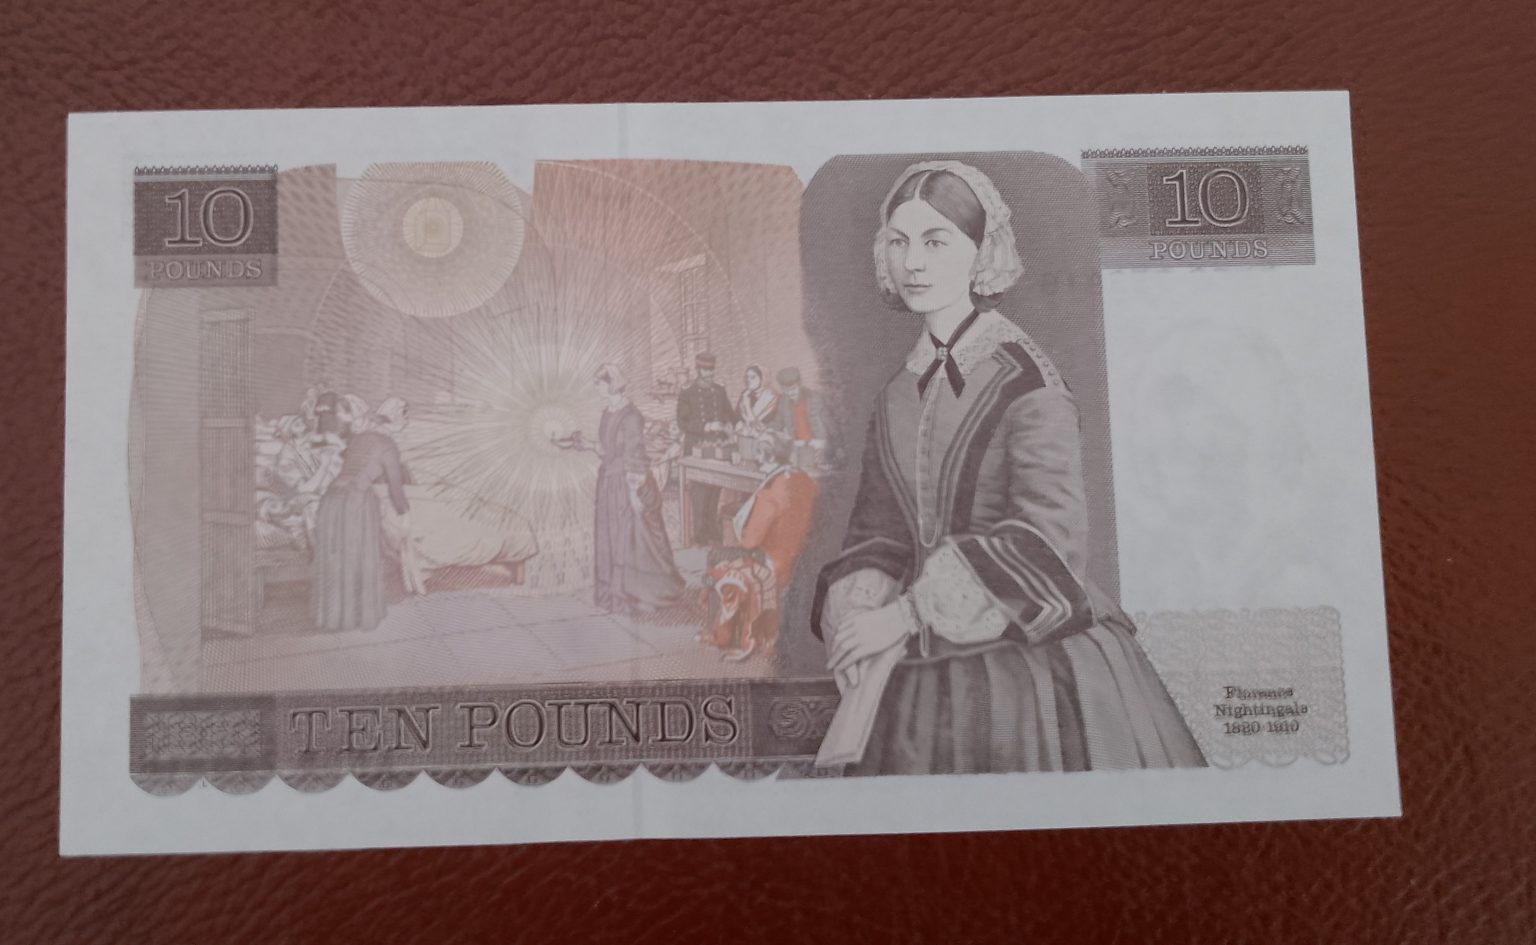 10
POUNDS
10
POUNDS
TEN POUNDS
Florence
Nightingale
1820-1910
L